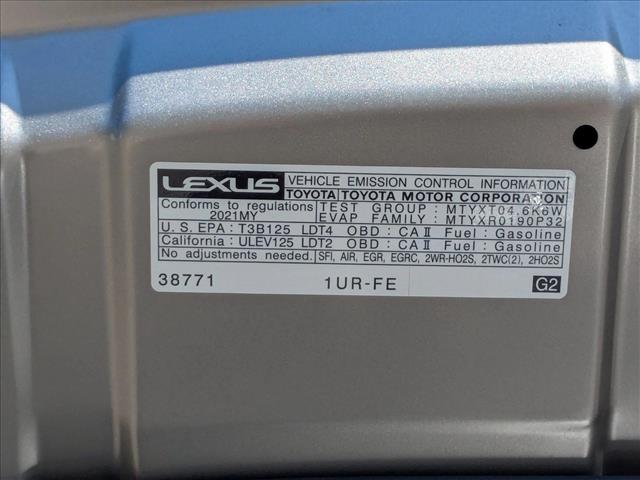 LEXUS VEHICLE EMISSION CONTROL INFORMATION
TOYOTA TOYOTA MOTOR CORPORATION
Conforms to regulations TEST GROUP : MTYXT04.6K6W
2021MY EVAP FAMILY : MTYXR0190P32
U. S. EPA : T3B125 LDT4 OBD : CA II Fuel : Gasoline
California : ULEV125 LDT2 OBD : CA II Fuel : Gasoline
No adjustments needed. SFI, AIR, EGR, EGRC, 2WR-HO2S, 2TWC(2), 2HO2S
38771 1UR-FE G2